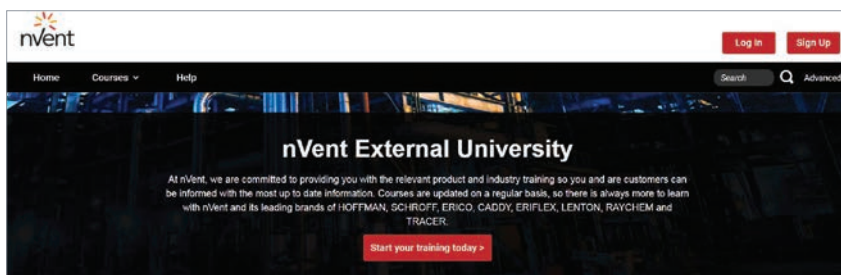 nVent
Log In Sign Up
Home Courses Help
Search Advanced
nVent External University
At nVent, we are committed to providing you with the relevant product and industry training so you and are customers can
be informed with the most up to date information. Courses are updated on a regular basis, so there is always more to learn
with nVent and its leading brands of HOFFMAN, SCHROFF, ERICO, CADDY, ERIFLEX, LENTON, RAYCHEM and
TRACER.
Start your training today >